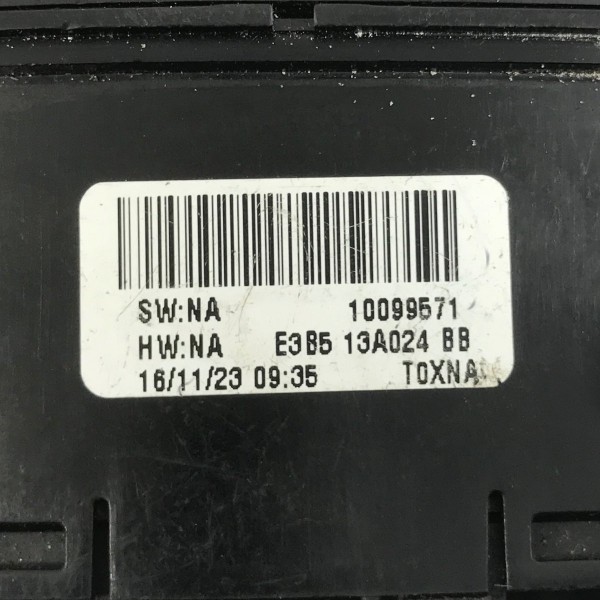 SW:NA 10099571
HW:NA E3B5 13A024 BB
16/11/23 09:35 TOXNA